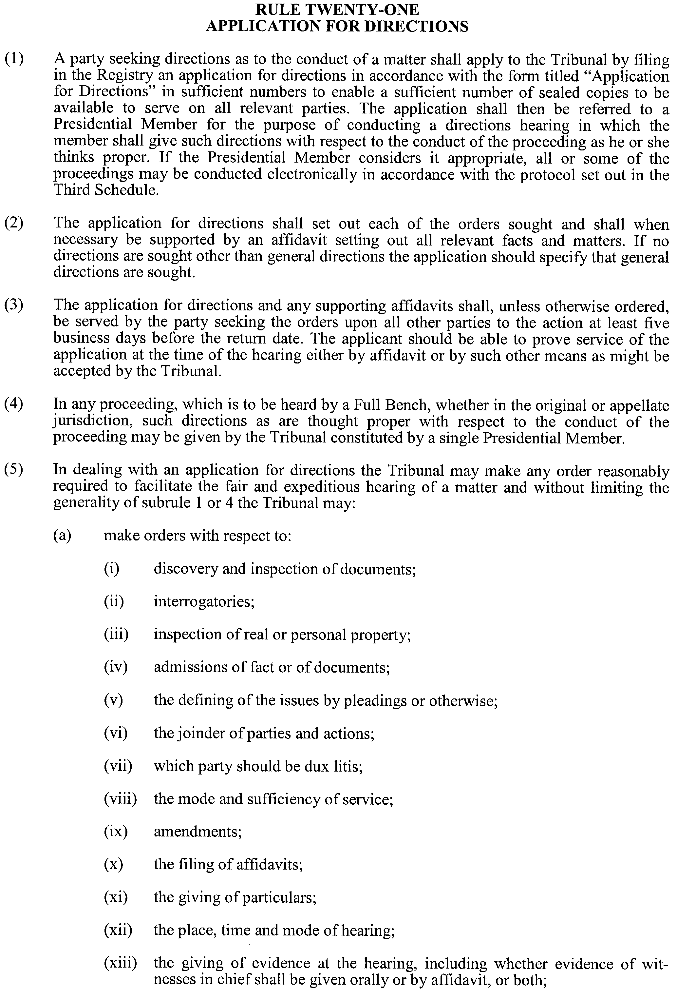 RULE TWENTY-ONE
APPLICATION FOR DIRECTIONS
(1) A party seeking directions as to the conduct of a matter shall apply to the Tribunal by filing
in the Registry an application for directions in accordance with the form titled “Application
for Directions” in sufficient numbers to enable a sufficient number of sealed copies to be
available to serve on all relevant parties. The application shall then be referred to a
Presidential Member for the purpose of conducting a directions hearing in which the
member shall give such directions with respect to the conduct of the proceeding as he or she
thinks proper. If the Presidential Member considers it appropriate, all or some of the
proceedings may be conducted electronically in accordance with the protocol set out in the
Third Schedule.
(2) The application for directions shall set out each of the orders sought and shall when
necessary be supported by an affidavit setting out all relevant facts and matters. If no
directions are sought other than general directions the application should specify that general
directions are sought.
(3) The application for directions and any supporting affidavits shall, unless otherwise ordered,
be served by the party seeking the orders upon all other parties to the action at least five
business days before the return date. The applicant should be able to prove service of the
application at the time of the hearing either by affidavit or by such other means as might be
accepted by the Tribunal.
(4) In any proceeding, which is to be heard by a Full Bench, whether in the original or appellate
jurisdiction, such directions as are thought proper with respect to the conduct of the
proceeding may be given by the Tribunal constituted by a single Presidential Member.
(5) In dealing with an application for directions the Tribunal may make any order reasonably
required to facilitate the fair and expeditious hearing of a matter and without limiting the
generality of subrule 1 or 4 the Tribunal may:
(a) make orders with respect to:
(i) discovery and inspection of documents;
(ii) interrogatories;
(iii) inspection of real or personal property;
(iv) admissions of fact or of documents;
(v) the defining of the issues by pleadings or otherwise;
(vi) the joinder of parties and actions;
(vii) which party should be dux litis;
(viii) the mode and sufficiency of service;
(ix) amendments;
(x) the filing of affidavits;
(xi) the giving of particulars;
(xii) the place, time and mode of hearing;
(xiii) the giving of evidence at the hearing, including whether evidence of wit-
nesses in chief shall be given orally or by affidavit, or both;